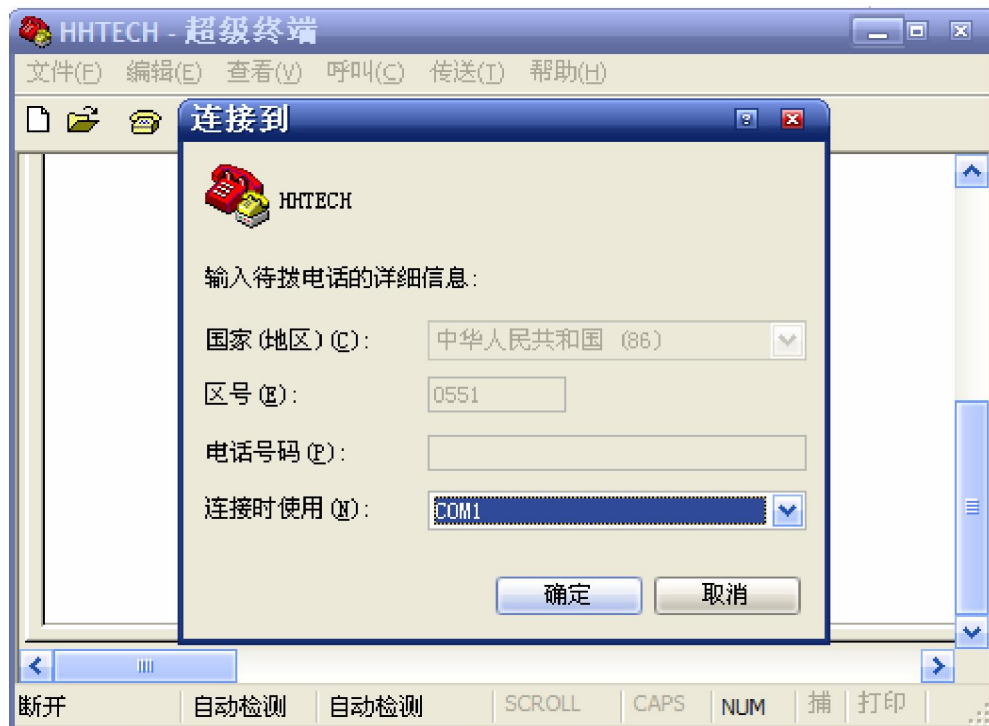 HHTECH - 超级终端
文件(F) 编辑(E) 查看(V) 呼叫(C) 传送(T) 帮助(H)
连接到
HHTECH
输入待拨电话的详细信息:
国家(地区)(C): 中华人民共和国 (86)
区号(E): 0551
电话号码(P):
连接时使用(N): COM1
确定 取消
断开 自动检测 自动检测 SCROLL CAPS NUM 捕 打印